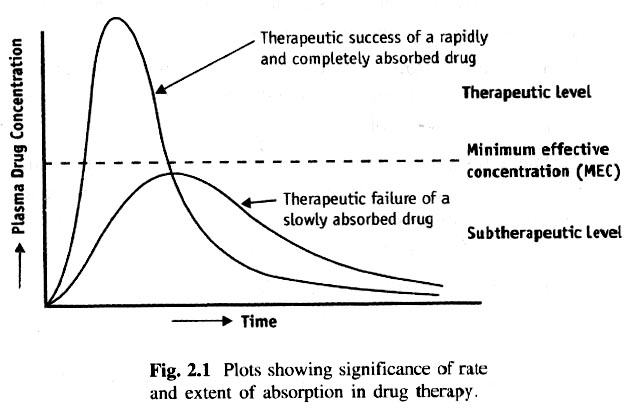 Therapeutic success of a rapidly
and completely absorbed drug
Therapeutic Level
Minimum effective
concentration (MEC)
Therapeutic failure of a
slowly absorbed drug
Subtherapeutic Level
Plasma Drug Concentration
Time
Fig. 2.1 Plots showing significance of rate
and extent of absorption in drug therapy.